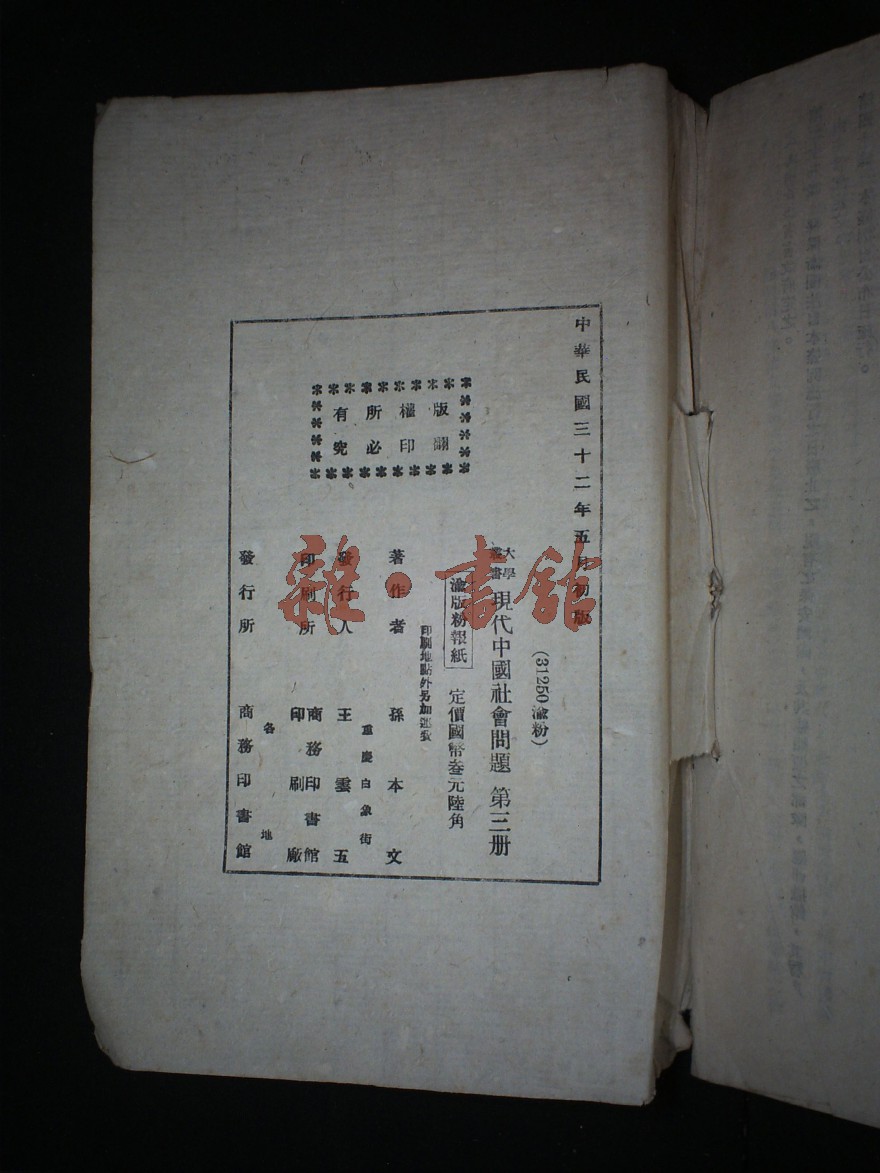 中華民國三十二年五月初版
版權所有
翻印必究
(31250渝粉)
大學
叢書
現代中國社會問題 第三册
渝版粉報紙
定價國幣叁元陸角
印刷地點外另加運費
著作者 孫本文
重慶白象街
發行人 王雲五
印刷所 商務印書館
印刷廠
各地
發行所 商務印書館
雜·書館